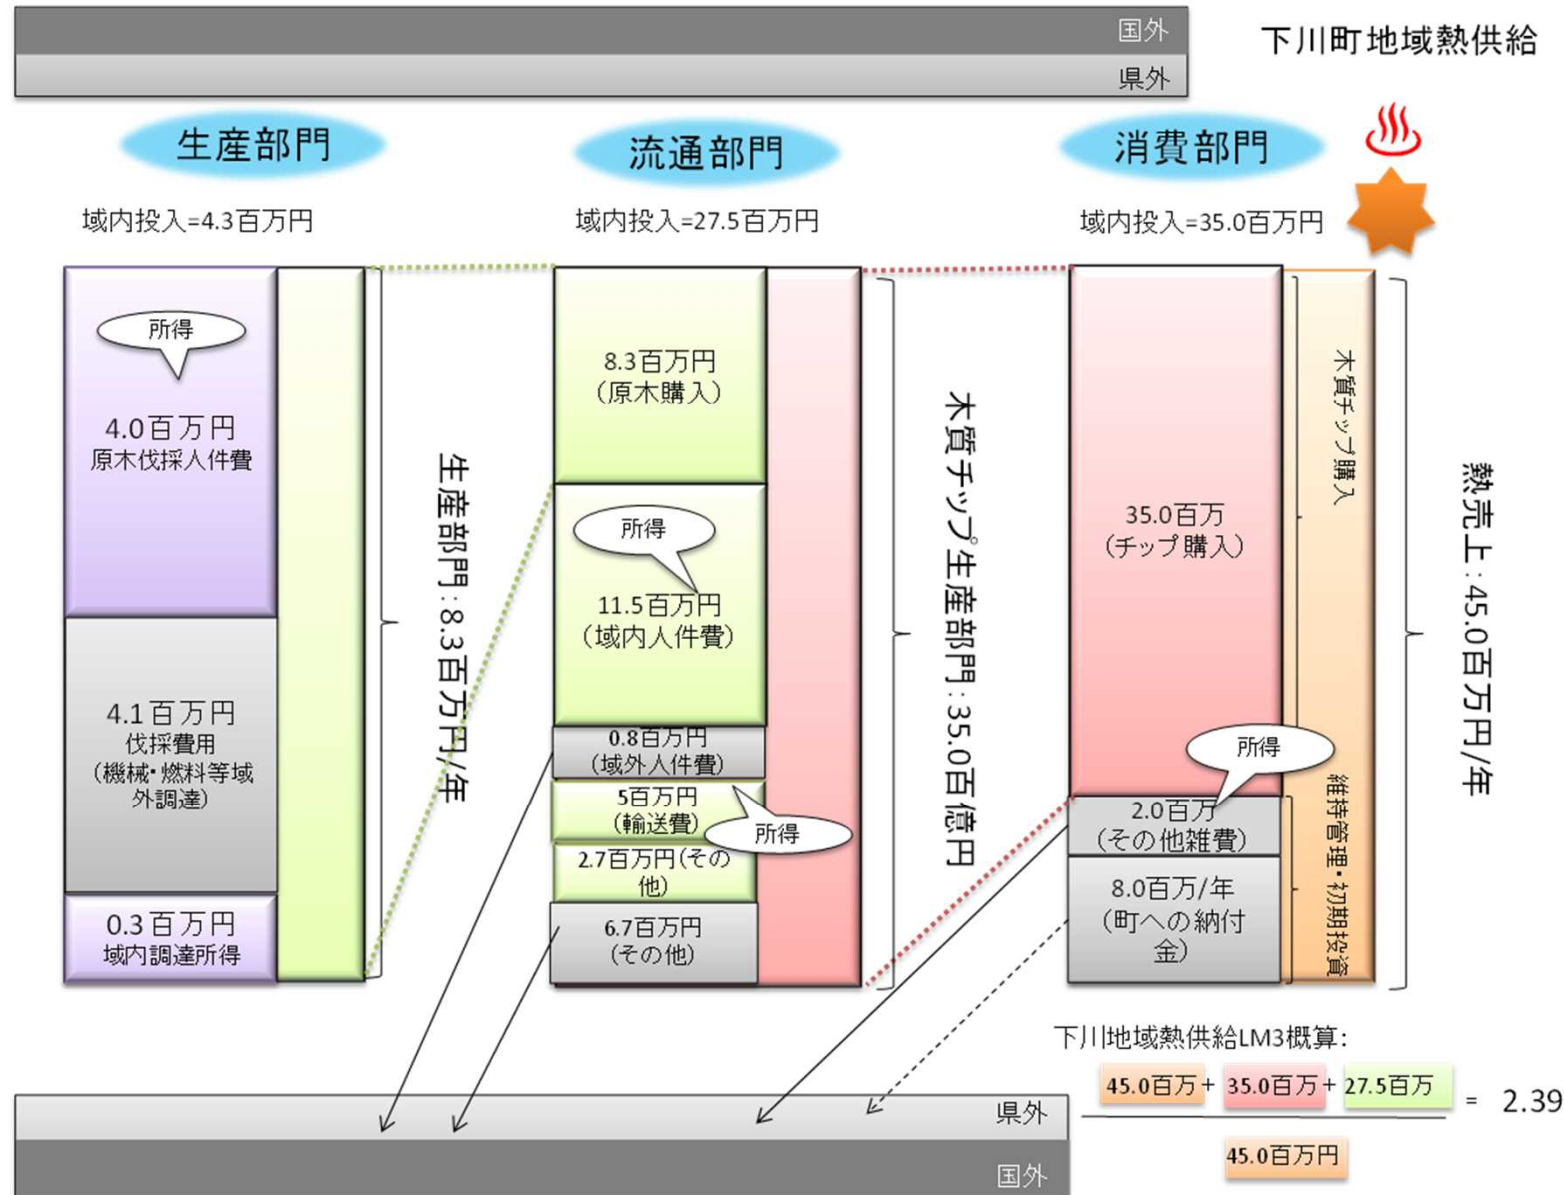 国外
県外
下川町地域熱供給
生産部門
流通部門
消費部門
域内投入=4.3百万円
域内投入=27.5百万円
域内投入=35.0百万円
所得
4.0百万円
原木伐採人件費
4.1百万円
伐採費用
（機械・燃料等域
外調達）
0.3百万円
域内調達所得
生産部門：8.3百万円/年
8.3百万円
（原木購入）
所得
11.5百万円
（域内人件費）
0.8百万円
（域外人件費）
5百万円
（輸送費）
所得
2.7百万円（その
他）
6.7百万円
（その他）
木質チップ生産部門：35.0百億円
35.0百万
（チップ購入）
所得
2.0百万
（その他雑費）
8.0百万/年
（町への納付
金）
木質チップ購入
維持管理・初期投資
熱売上：45.0百万円/年
下川地域熱供給LM3概算：
45.0百万+ 35.0百万+ 27.5百万
= 2.39
45.0百万円
県外
国外